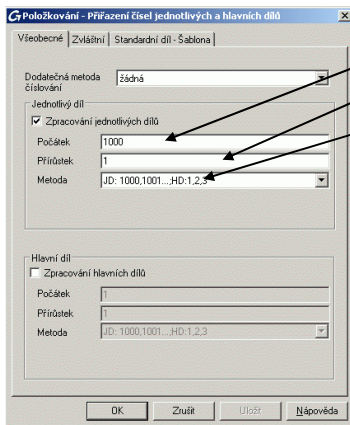 Položkování - Přiřazení čísel jednotlivých a hlavních dílů
Všeobecné Zvláštní Standardní díl - Šablona
Dodatečná metoda číslování žádná
Jednotlivý díl
Zpracování jednotlivých dílů
Počátek 1000
Přírůstek 1
Metoda JD: 1000,1001...;HD:1,2,3
Hlavní díl
Zpracování hlavních dílů
Počátek 1
Přírůstek 1
Metoda JD: 1000,1001...;HD:1,2,3
OK Zrušit Uložit Nápověda